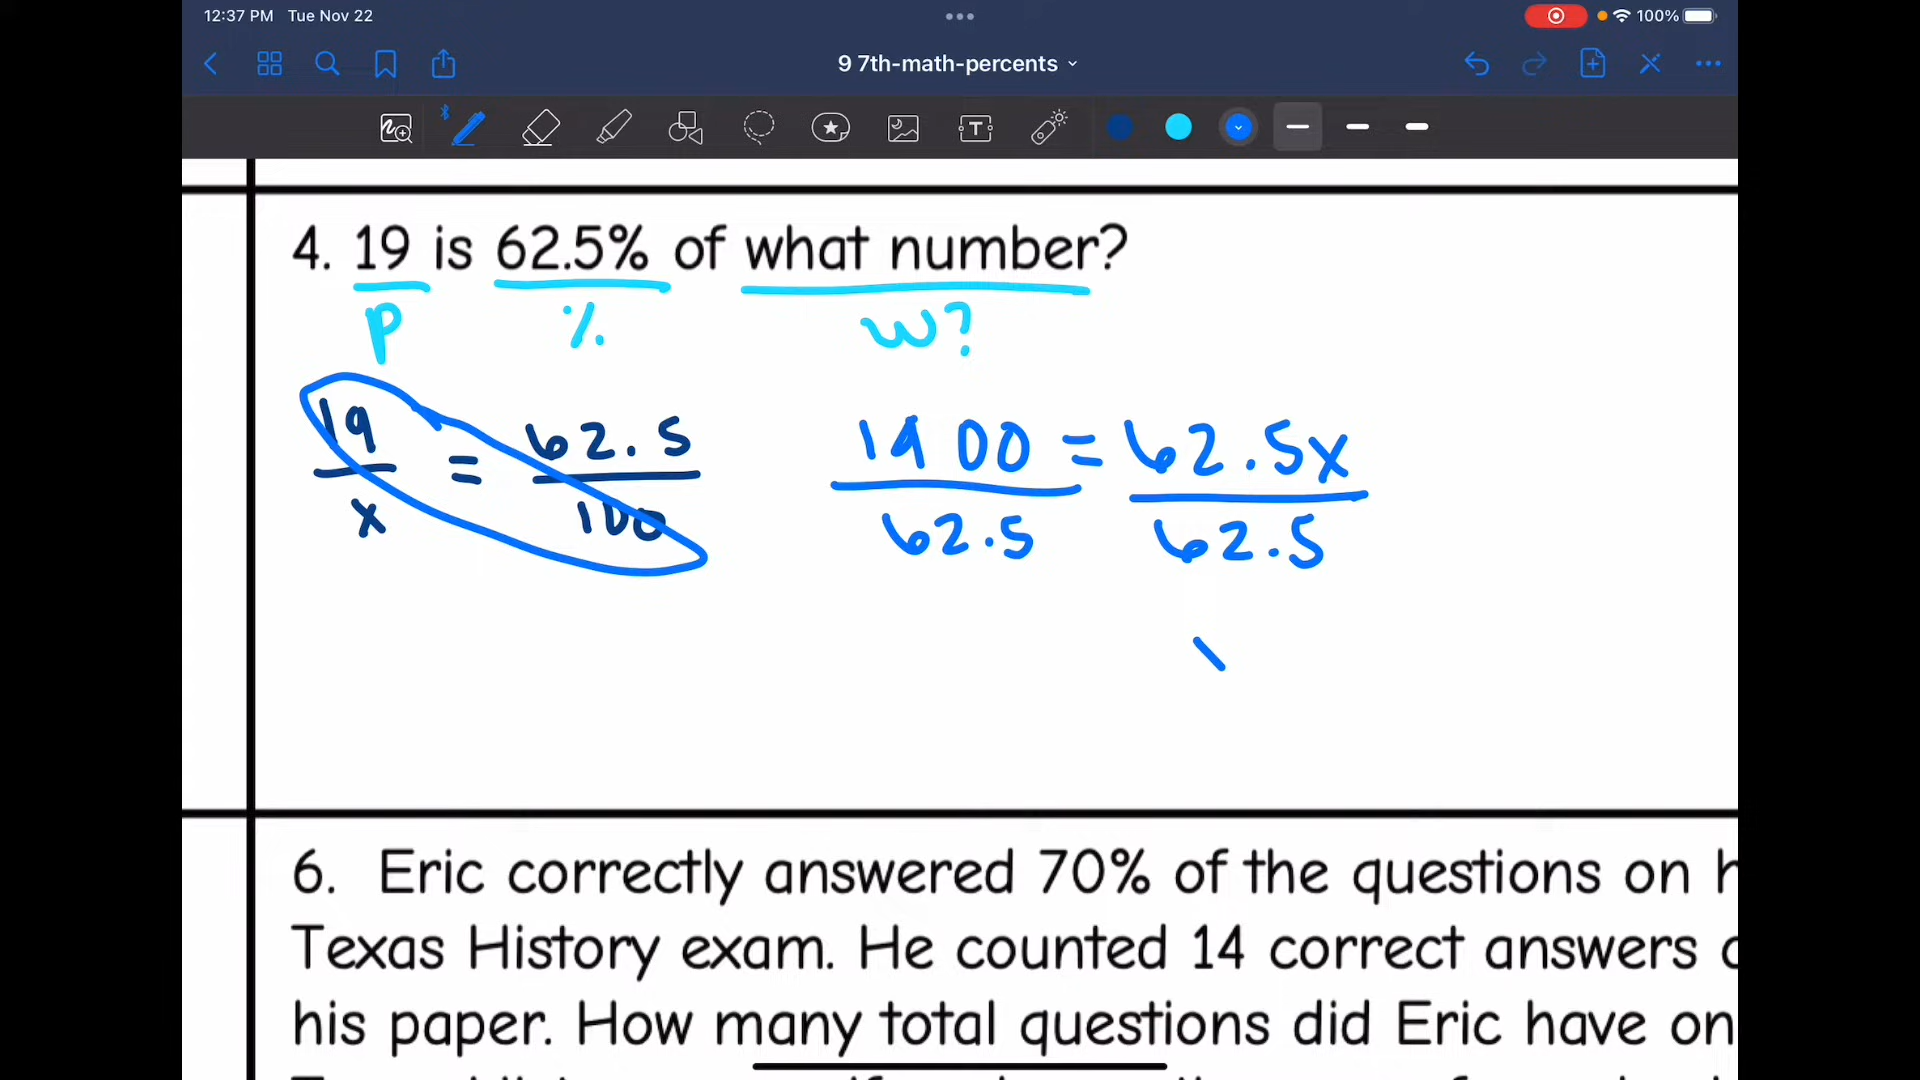 12:37 PM Tue Nov 22
100%
9 7th-math-percents
T
4. 19 is 62.5% of what number?
P % W?
19 = 62.5
x 100
1900 = 62.5x
62.5 62.5
6. Eric correctly answered 70% of the questions on h
Texas History exam. He counted 14 correct answers o
his paper. How many total questions did Eric have on